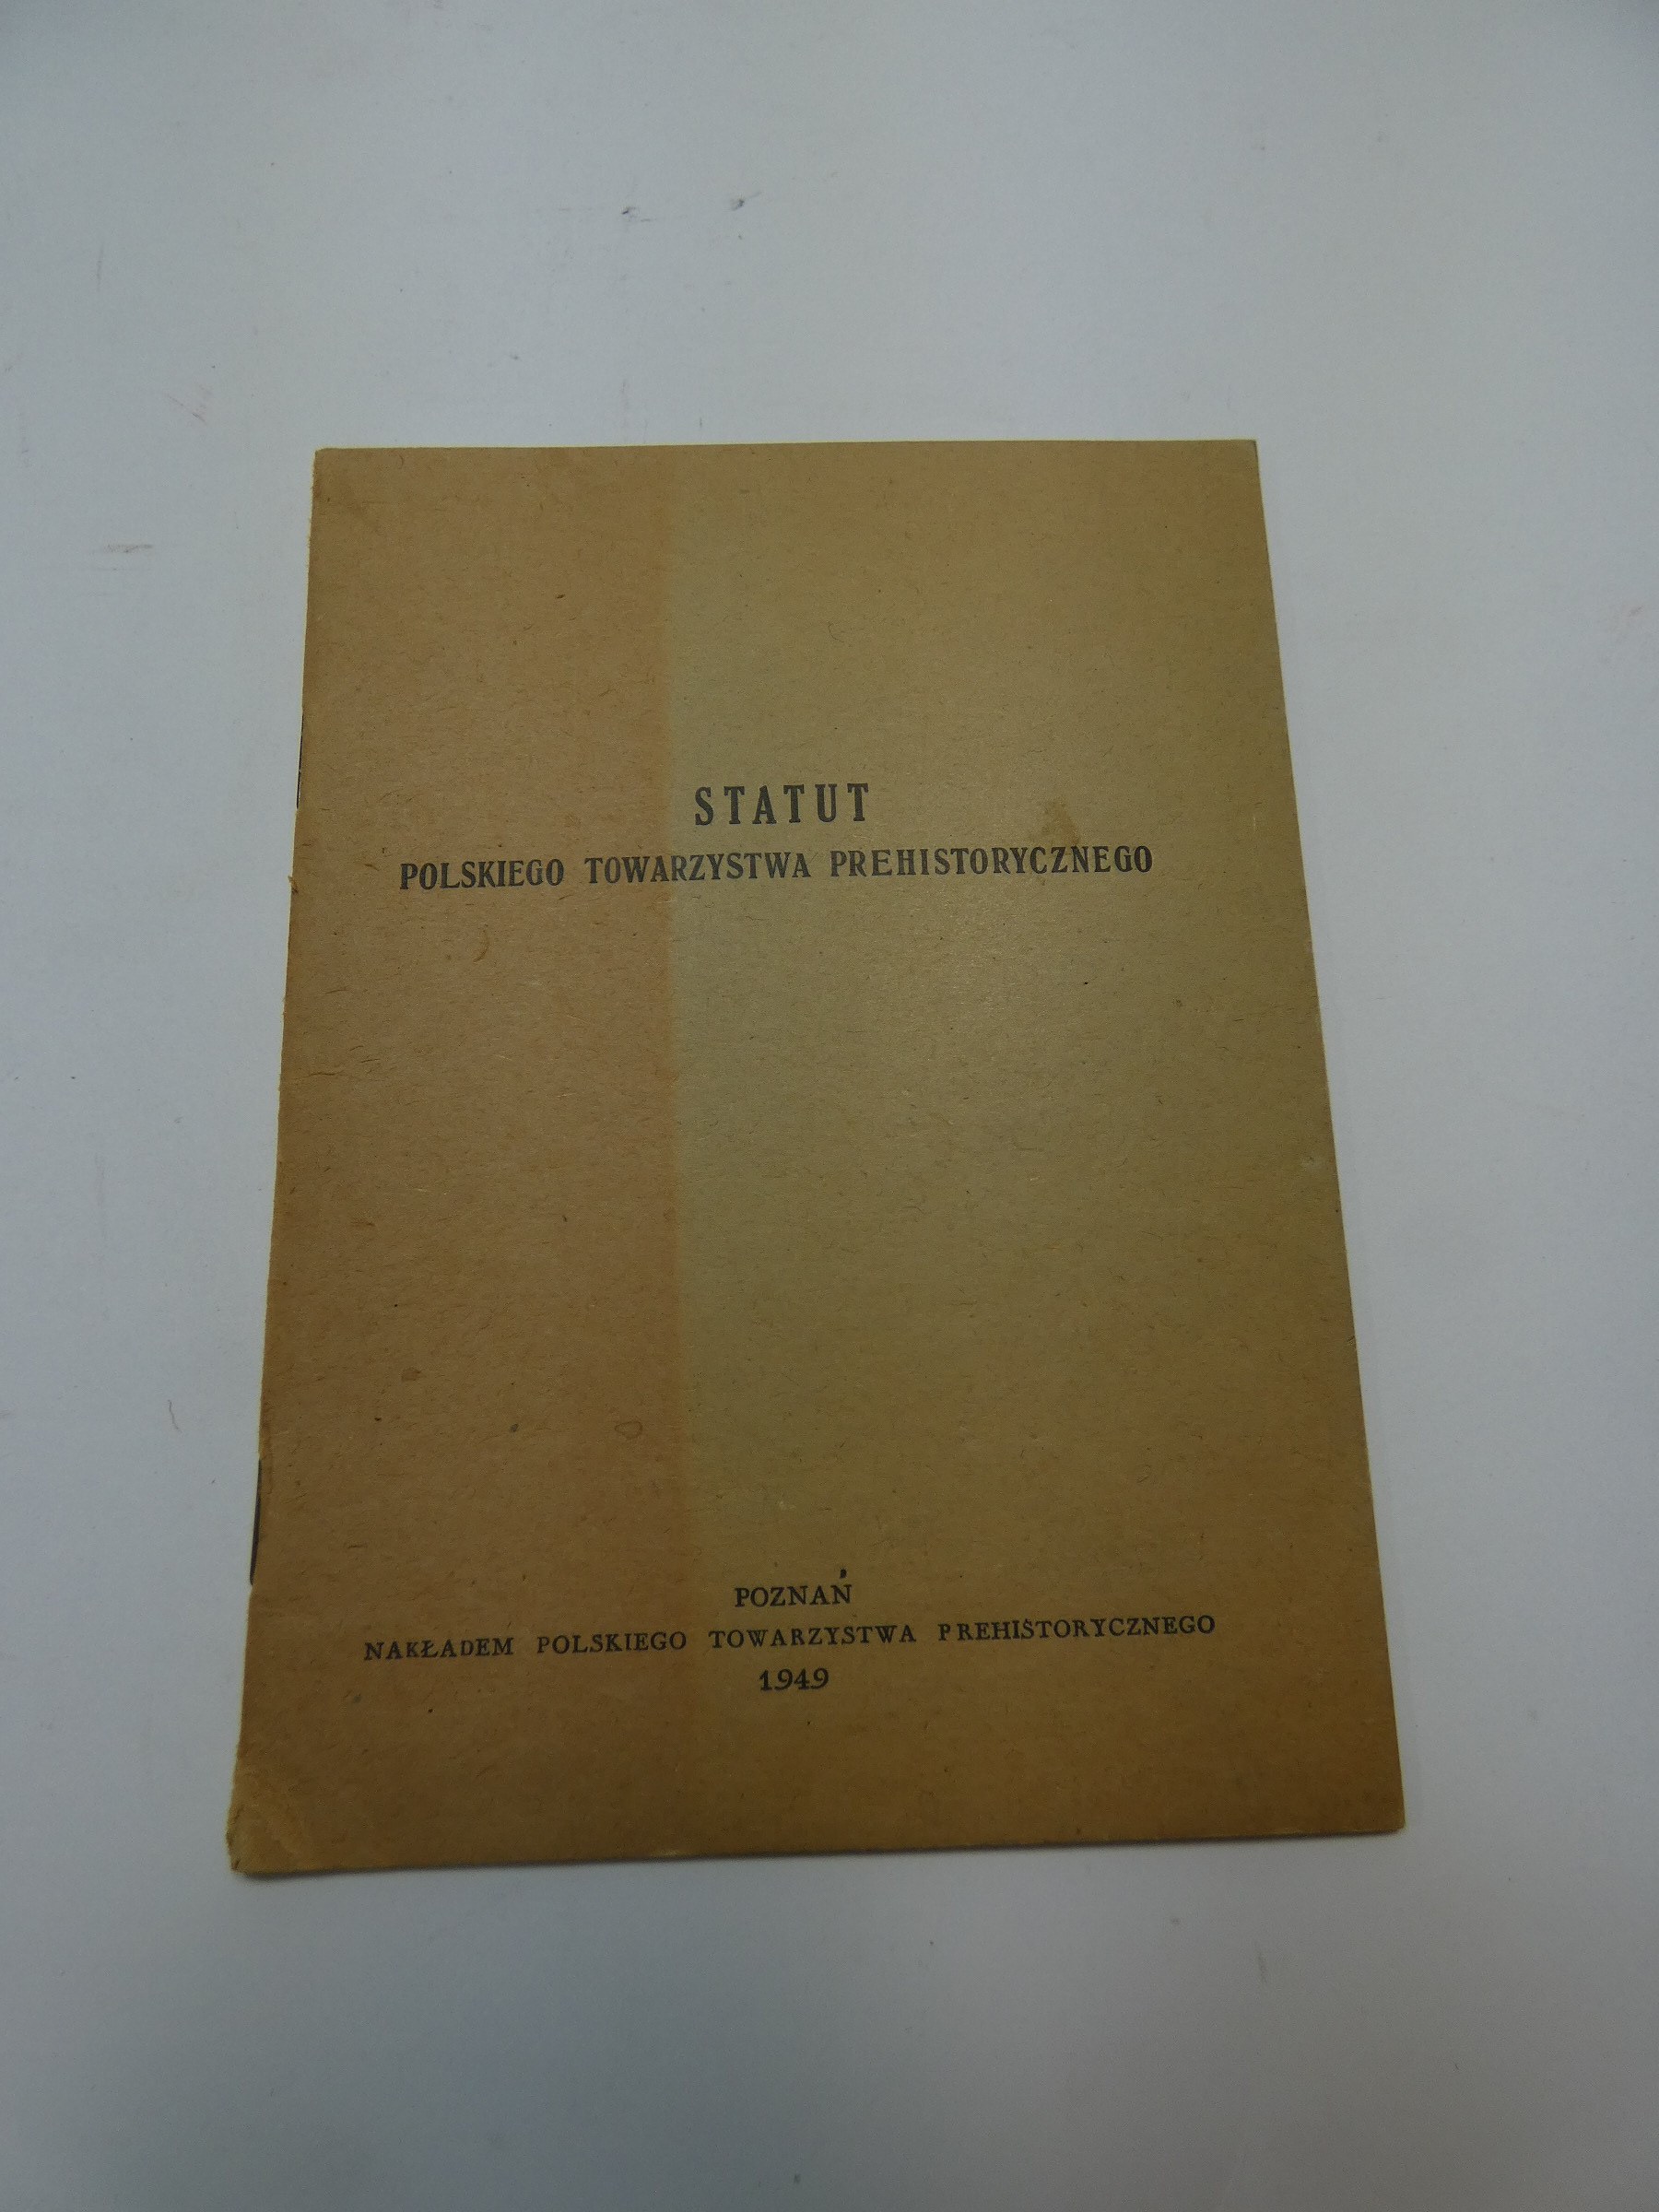 STATUT
POLSKIEGO TOWARZYSTWA PREHISTORYCZNEGO
POZNAŃ
NAKŁADEM POLSKIEGO TOWARZYSTWA PREHISTORYCZNEGO
1949